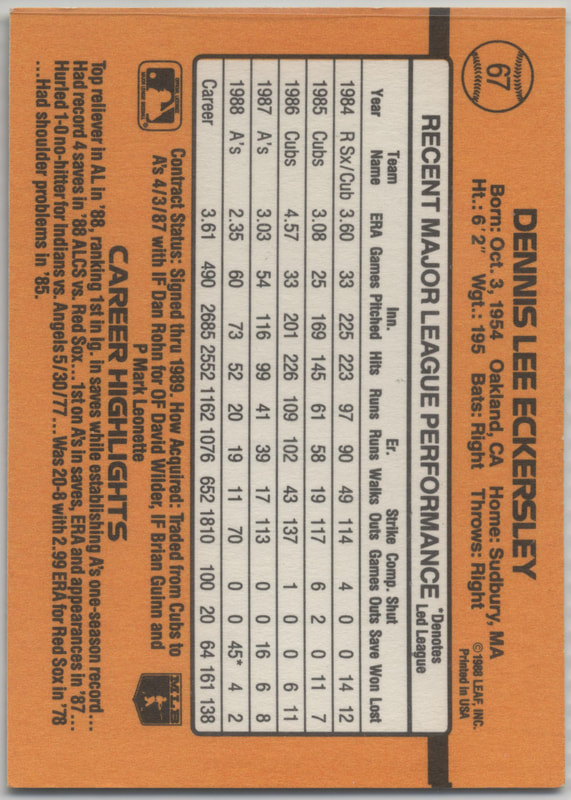 67
DENNIS LEE ECKERSLEY
Born: Oct. 3, 1954 Oakland, CA Home: Sudbury, MA
Ht.: 6' 2" Wgt.: 195 Bats: Right Throws: Right
©1988 LEAF, INC.
Printed in USA
RECENT MAJOR LEAGUE PERFORMANCE *Denotes Led League
Year Team Name ERA Games Inn. Pitched Hits Runs Er. Runs Walks Strike Outs Comp. Games Shut Outs Save Won Lost
1984 R Sx/Cub 3.60 33 225 223 97 90 49 114 4 0 0 14 12
1985 Cubs 3.08 25 169 145 61 58 19 117 6 2 0 11 7
1986 Cubs 4.57 33 201 226 109 102 43 137 1 0 0 6 11
1987 A's 3.03 54 116 99 41 39 17 113 0 0 16 6 8
1988 A's 2.35 60 73 52 20 19 11 70 0 0 45* 4 2
Career 3.61 490 2685 2552 1162 1076 652 1810 100 20 64 161 138
Contract Status: Signed thru 1989. How Acquired: Traded from Cubs to
A's 4/3/87 with IF Dan Rohn for OF David Wilder, IF Brian Guinn and
P Mark Leonette
MLB
CAREER HIGHLIGHTS
Top reliever in AL in '88, ranking 1st in lg. in saves while establishing A's one-season record ...
Had record 4 saves in '88 ALCS vs. Red Sox ... 1st on A's in saves, ERA and appearances in '87 ...
Hurled 1-0 no-hitter for Indians vs. Angels 5/30/77 ... Was 20-8 with 2.99 ERA for Red Sox in '78
... Had shoulder problems in '85.